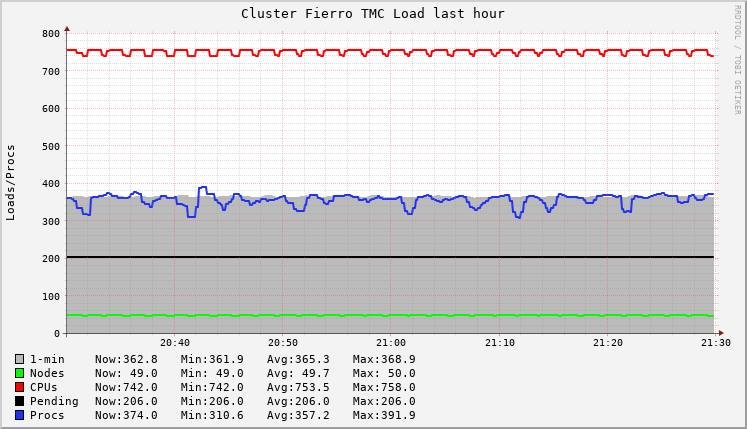 Cluster Fierro TMC Load last hour
RRDTOOL / TOBI OETIKER
Loads/Procs
800
700
600
500
400
300
200
100
0
20:40 20:50 21:00 21:10 21:20 21:30
1-min Now:362.8 Min:361.9 Avg:365.3 Max:368.9
Nodes Now: 49.0 Min: 49.0 Avg: 49.7 Max: 50.0
CPUs Now:742.0 Min:742.0 Avg:753.5 Max:758.0
Pending Now:206.0 Min:206.0 Avg:206.0 Max:206.0
Procs Now:374.0 Min:310.6 Avg:357.2 Max:391.9